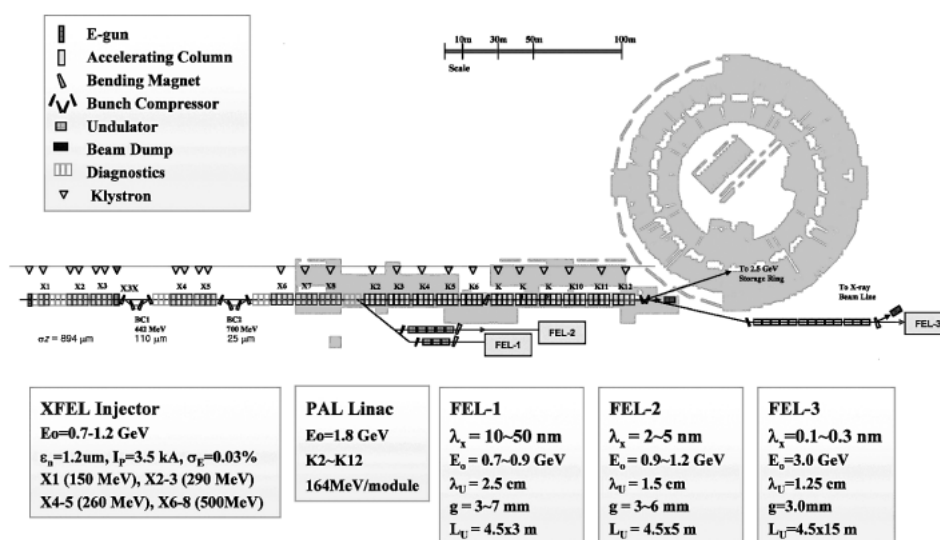 E-gun
Accelerating Column
Bending Magnet
Bunch Compressor
Undulator
Beam Dump
Diagnostics
Klystron
10m 30m 50m 100m
Scale
To 2.5 GeV
Storage Ring
X1 X2 X3 X3X X4 X5 X6 X7 X8 K2 K3 K4 K5 K6 K K K K10 K11 K12
To X-ray
Beam Line
BC1
442 MeV
110 μm
BC2
700 MeV
25 μm
σz = 894 μm
FEL-2
FEL-1
FEL-3
XFEL Injector
Eo=0.7-1.2 GeV
εn=1.2um, IP=3.5 kA, σE=0.03%
X1 (150 MeV), X2-3 (290 MeV)
X4-5 (260 MeV), X6-8 (500MeV)
PAL Linac
Eo=1.8 GeV
K2~K12
164MeV/module
FEL-1
λx = 10~50 nm
Eo = 0.7~0.9 GeV
λU = 2.5 cm
g = 3~7 mm
LU = 4.5x3 m
FEL-2
λx = 2~5 nm
Eo = 0.9~1.2 GeV
λU = 1.5 cm
g = 3~6 mm
LU = 4.5x5 m
FEL-3
λx =0.1~0.3 nm
Eo =3.0 GeV
λU =1.25 cm
g=3.0mm
LU=4.5x15 m